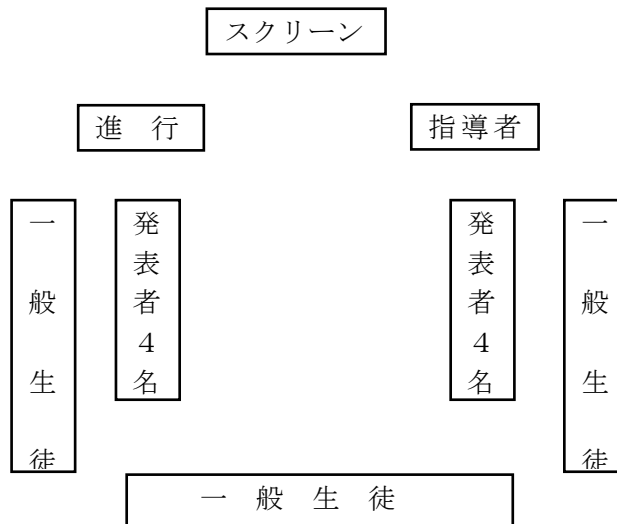 スクリーン
進 行
指導者
一般生徒
発表者４名
発表者４名
一般生徒
一 般 生 徒